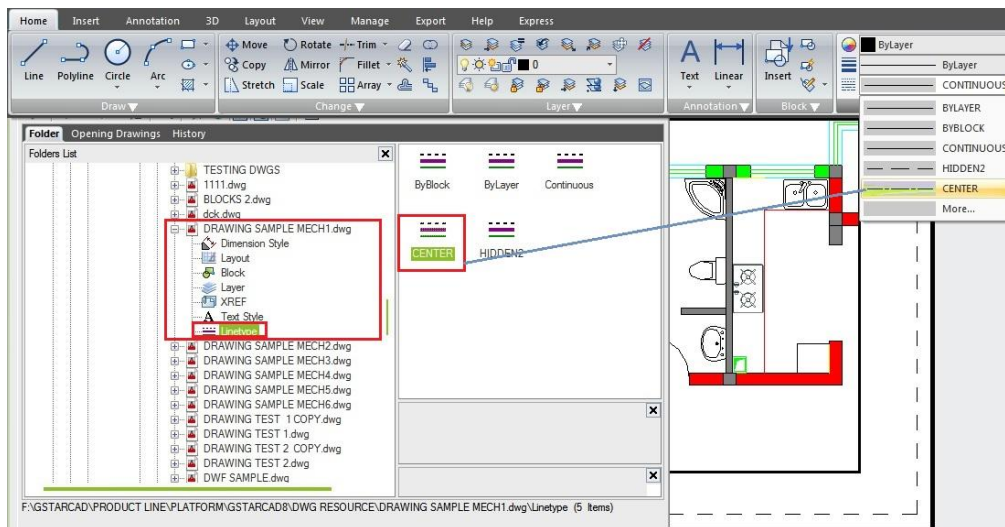 Home Insert Annotation 3D Layout View Manage Export Help Express
Line Polyline Circle Arc
Move Rotate Trim
Copy Mirror Fillet
Stretch Scale Array
0
Text Linear
Insert
Draw Change Layer Annotation Block
ByLayer
ByLayer
CONTINUOUS
BYLAYER
BYBLOCK
CONTINUOUS
HIDDEN2
CENTER
More...
Folder Opening Drawings History
Folders List
TESTING DWGS
1111.dwg
BLOCKS 2.dwg
dck.dwg
DRAWING SAMPLE MECH1.dwg
Dimension Style
Layout
Block
Layer
XREF
Text Style
Linetype
DRAWING SAMPLE MECH2.dwg
DRAWING SAMPLE MECH3.dwg
DRAWING SAMPLE MECH4.dwg
DRAWING SAMPLE MECH5.dwg
DRAWING SAMPLE MECH6.dwg
DRAWING TEST 1 COPY.dwg
DRAWING TEST 1.dwg
DRAWING TEST 2 COPY.dwg
DRAWING TEST 2.dwg
DWF SAMPLE.dwg
ByBlock ByLayer Continuous
CENTER HIDDEN2
F:\GSTARCAD\PRODUCT LINE\PLATFORM\GSTARCAD8\DWG RESOURCE\DRAWING SAMPLE MECH1.dwg\Linetype (5 Items)